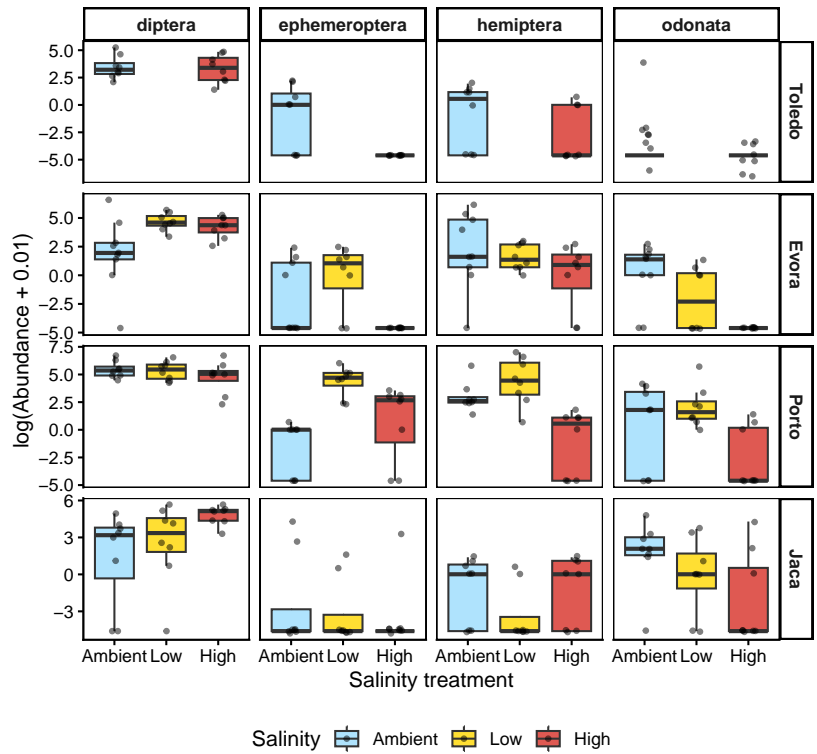 diptera ephemeroptera hemiptera odonata
5.0
2.5
0.0
−2.5
−5.0
Toledo
5.0
2.5
0.0
−2.5
−5.0
Evora
7.5
5.0
2.5
0.0
−2.5
−5.0
Porto
6
3
0
−3
Jaca
log(Abundance + 0.01)
Ambient Low High Ambient Low High Ambient Low High Ambient Low High
Salinity treatment
Salinity Ambient Low High